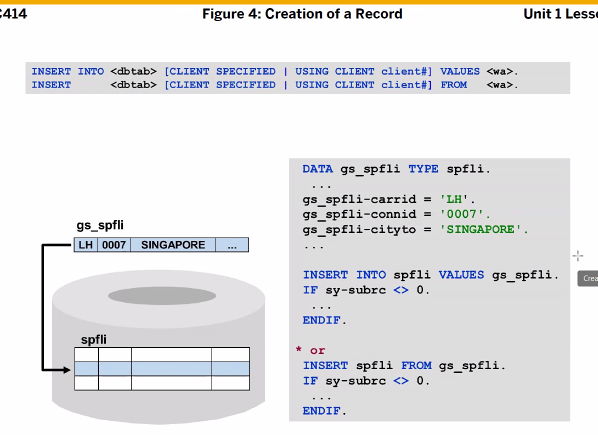 C414 Figure 4: Creation of a Record Unit 1 Less
INSERT INTO <dbtab> [CLIENT SPECIFIED | USING CLIENT client#] VALUES <wa>.
INSERT <dbtab> [CLIENT SPECIFIED | USING CLIENT client#] FROM <wa>.
gs_spfli
LH 0007 SINGAPORE ...
spfli
DATA gs_spfli TYPE spfli.
...
gs_spfli-carrid = 'LH'.
gs_spfli-connid = '0007'.
gs_spfli-cityto = 'SINGAPORE'.
...
INSERT INTO spfli VALUES gs_spfli.
IF sy-subrc <> 0.
...
ENDIF.
* or
INSERT spfli FROM gs_spfli.
IF sy-subrc <> 0.
...
ENDIF.
Crea